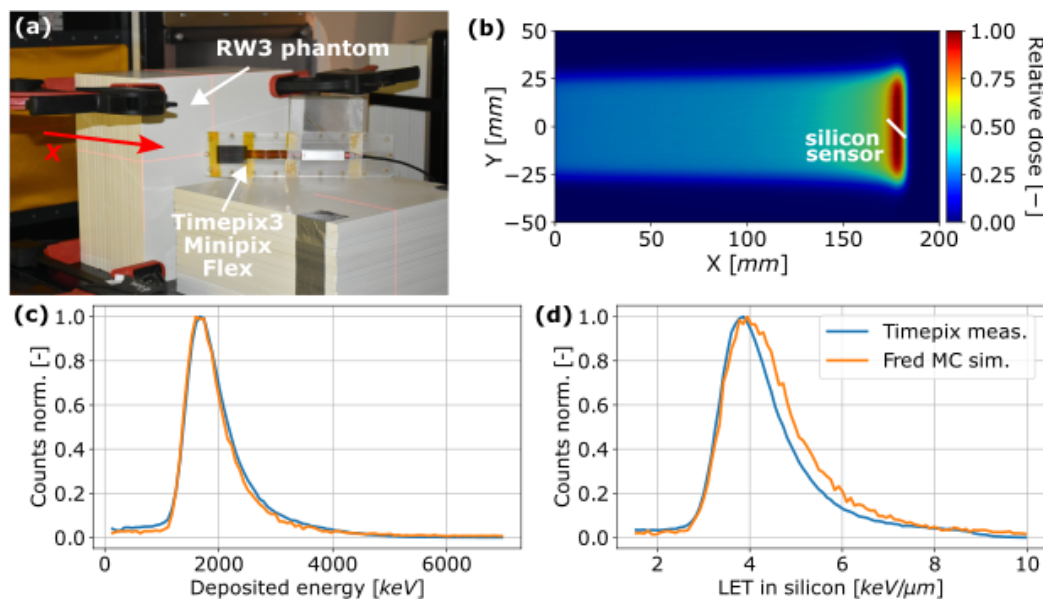 (a)
RW3 phantom
x
Timepix3
Minipix
Flex
(b)
50
25
0
−25
−50
Y [mm]
0
50
100
150
200
X [mm]
silicon
sensor
1.00
0.75
0.50
0.25
0.00
Relative dose [−]
(c)
1.0
0.8
0.6
0.4
0.2
0.0
Counts norm. [-]
0
2000
4000
6000
Deposited energy [keV]
(d)
1.0
0.8
0.6
0.4
0.2
0.0
Counts norm. [-]
2
4
6
8
10
LET in silicon [keV/μm]
Timepix meas.
Fred MC sim.